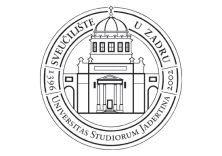 SVEUČILIŠTE U ZADRU
1396
2002
UNIVERSITAS STUDIORUM JADERTINA